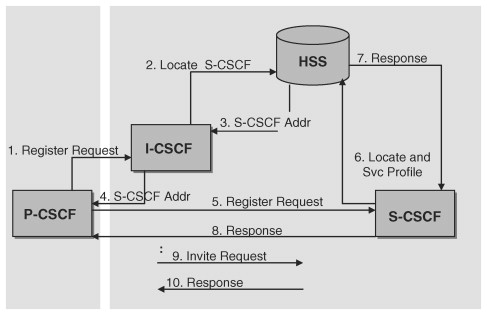 2. Locate S-CSCF
HSS
7. Response
3. S-CSCF Addr
1. Register Request
I-CSCF
6. Locate and
Svc Profile
4. S-CSCF Addr
5. Register Request
P-CSCF
S-CSCF
8. Response
:
9. Invite Request
10. Response